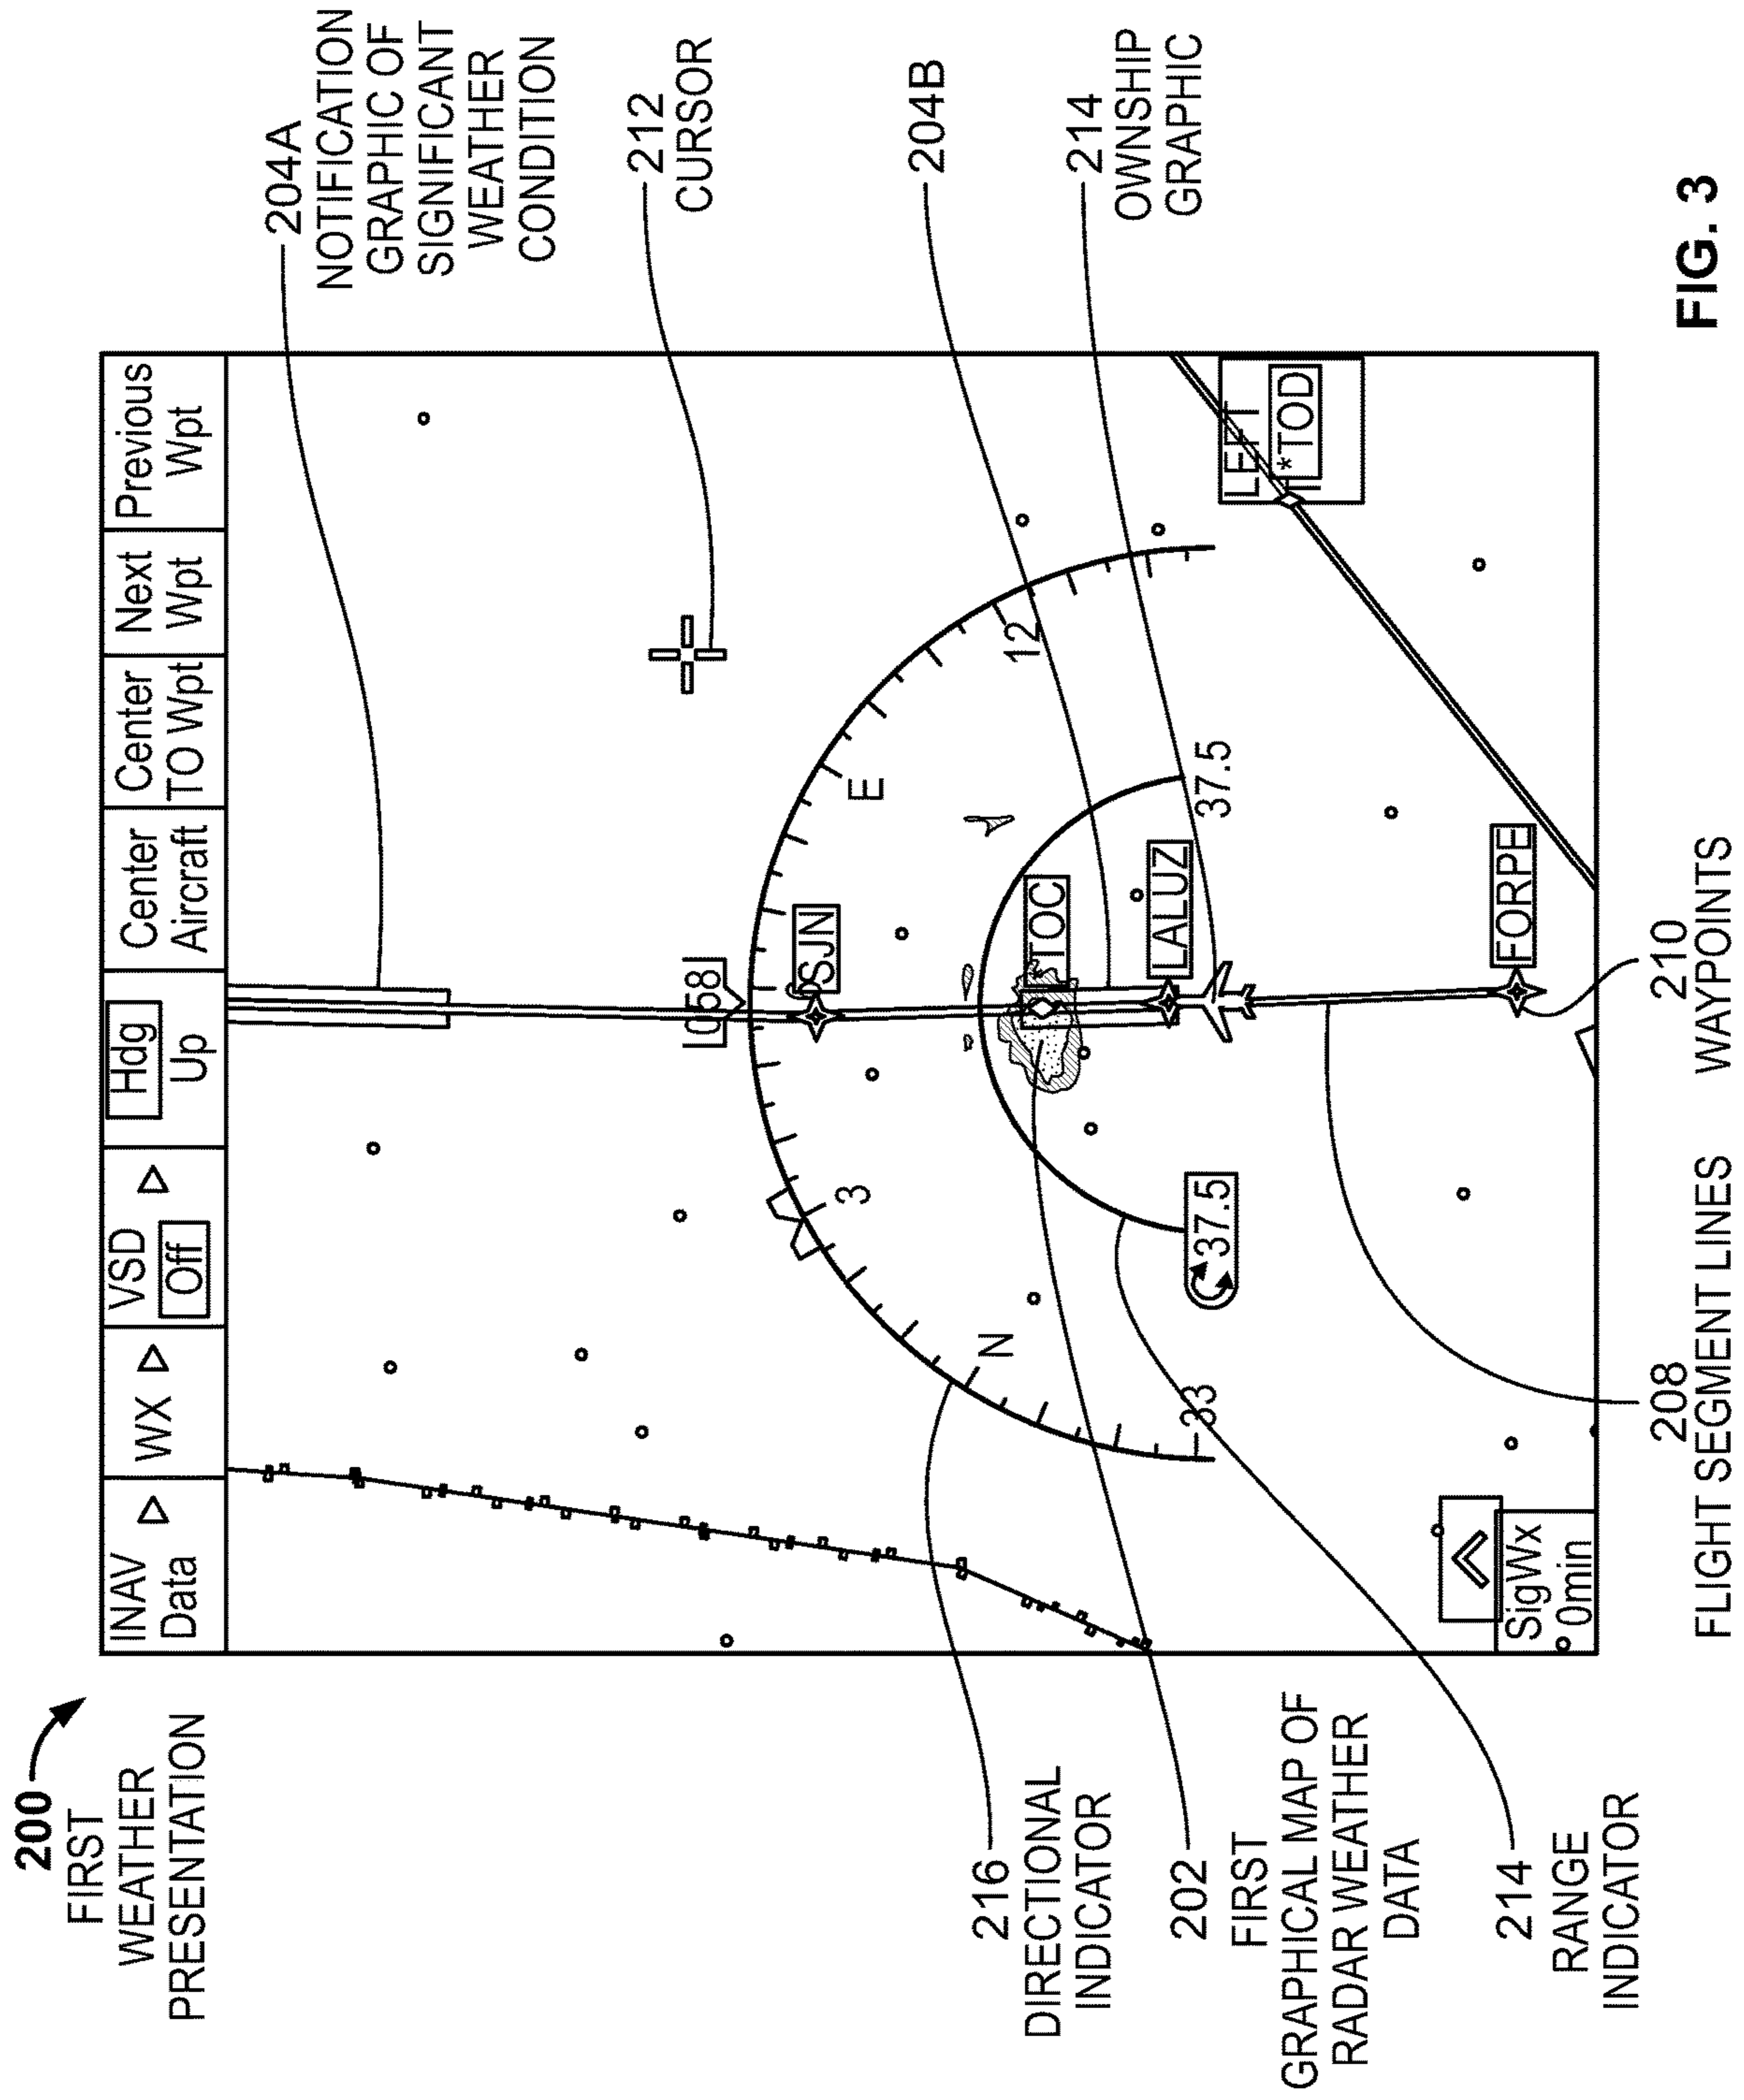 200
FIRST
WEATHER
PRESENTATION
INAV
Data
WX
VSD
Off
Hdg
Up
Center
Aircraft
Center
TO Wpt
Next
Wpt
Previous
Wpt
204A
NOTIFICATION
GRAPHIC OF
SIGNIFICANT
WEATHER
CONDITION
212
CURSOR
204B
214
OWNSHIP
GRAPHIC
068
SJN
E
12
3
N
33
*TOC
LALUZ
37.5
37.5
FORPE
LEFT
*TOD
SigWx
0min
216
DIRECTIONAL
INDICATOR
202
FIRST
GRAPHICAL MAP OF
RADAR WEATHER
DATA
214
RANGE
INDICATOR
208
FLIGHT SEGMENT LINES
210
WAYPOINTS
FIG. 3